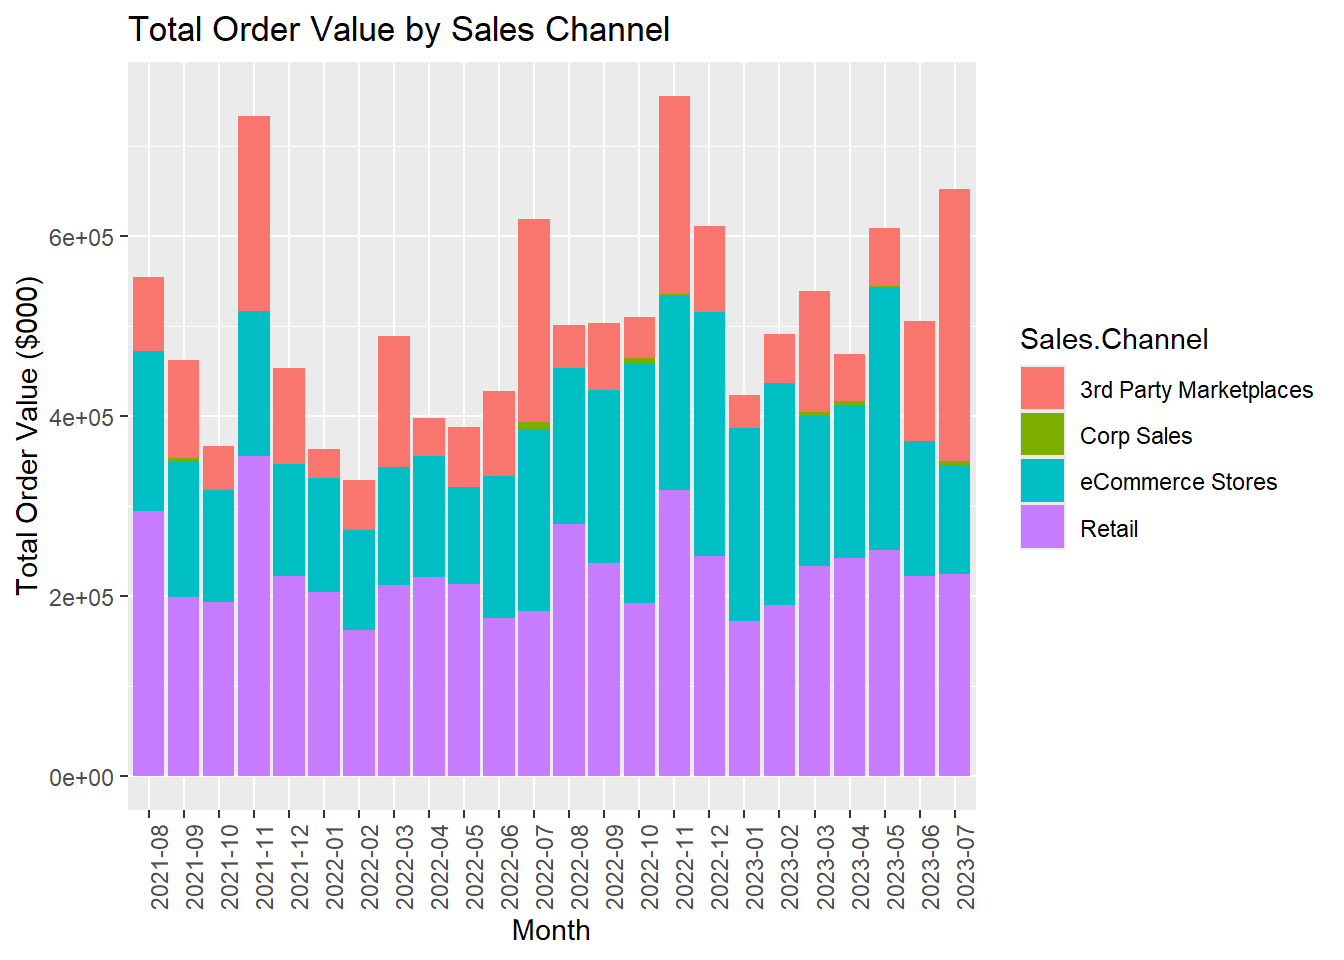 Total Order Value by Sales Channel
Total Order Value ($000)
6e+05
4e+05
2e+05
0e+00
2021-08
2021-09
2021-10
2021-11
2021-12
2022-01
2022-02
2022-03
2022-04
2022-05
2022-06
2022-07
2022-08
2022-09
2022-10
2022-11
2022-12
2023-01
2023-02
2023-03
2023-04
2023-05
2023-06
2023-07
Month
Sales.Channel
3rd Party Marketplaces
Corp Sales
eCommerce Stores
Retail